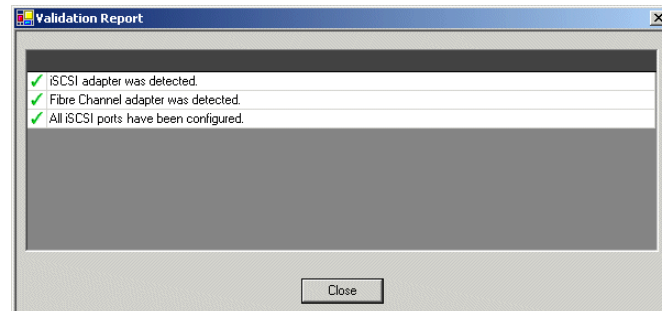 Validation Report
iSCSI adapter was detected.
Fibre Channel adapter was detected.
All iSCSI ports have been configured.
Close